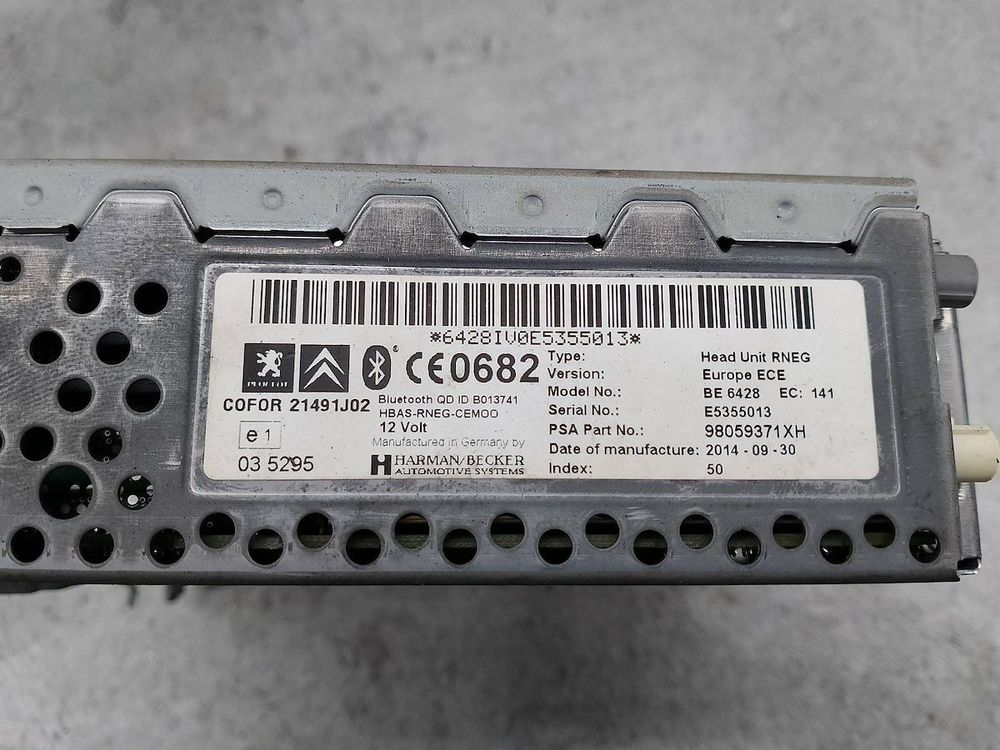 *6428IV0E5355013*
PEUGEOT
CE0682
COFOR 21491J02
Bluetooth QD ID B013741
HBAS-RNEG-CEMOO
12 Volt
e1
03 5295
Manufactured in Germany by
HARMAN/BECKER
AUTOMOTIVE SYSTEMS
Type: Head Unit RNEG
Version: Europe ECE
Model No.: BE 6428 EC: 141
Serial No.: E5355013
PSA Part No.: 98059371XH
Date of manufacture: 2014 - 09 - 30
Index: 50